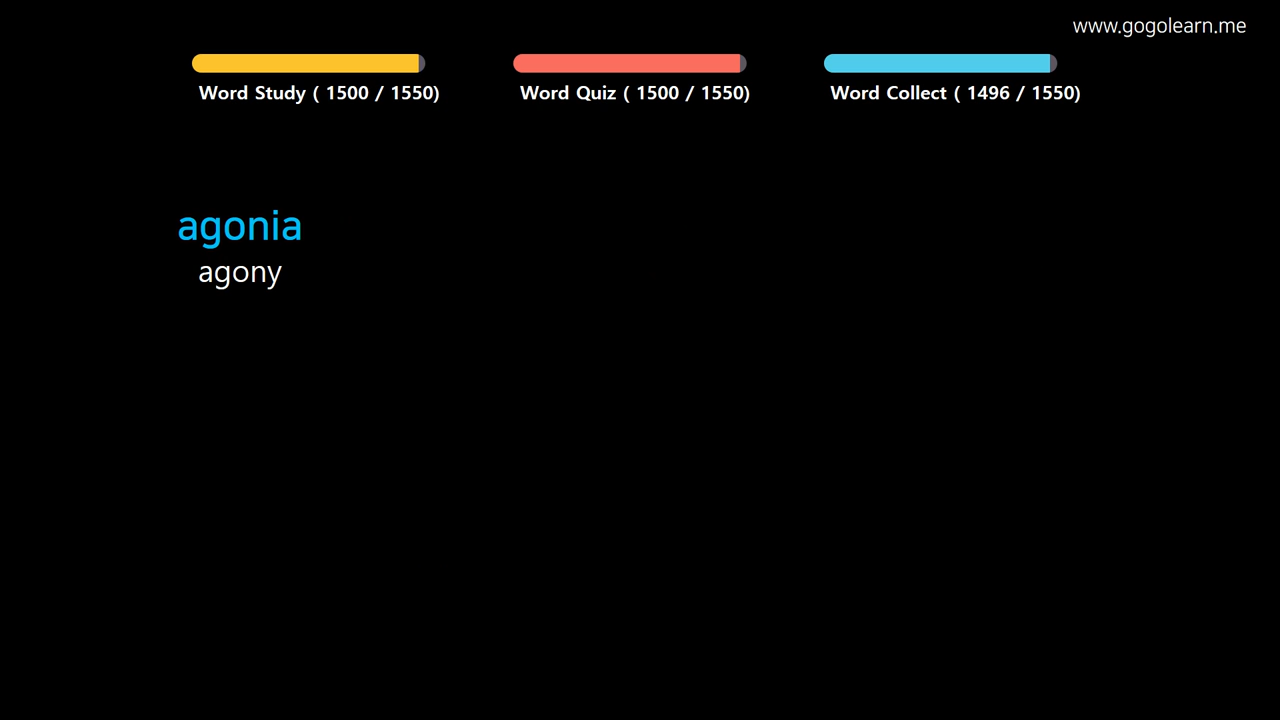 www.gogolearn.me
Word Study ( 1500 / 1550)
Word Quiz ( 1500 / 1550)
Word Collect ( 1496 / 1550)
agonia
agony